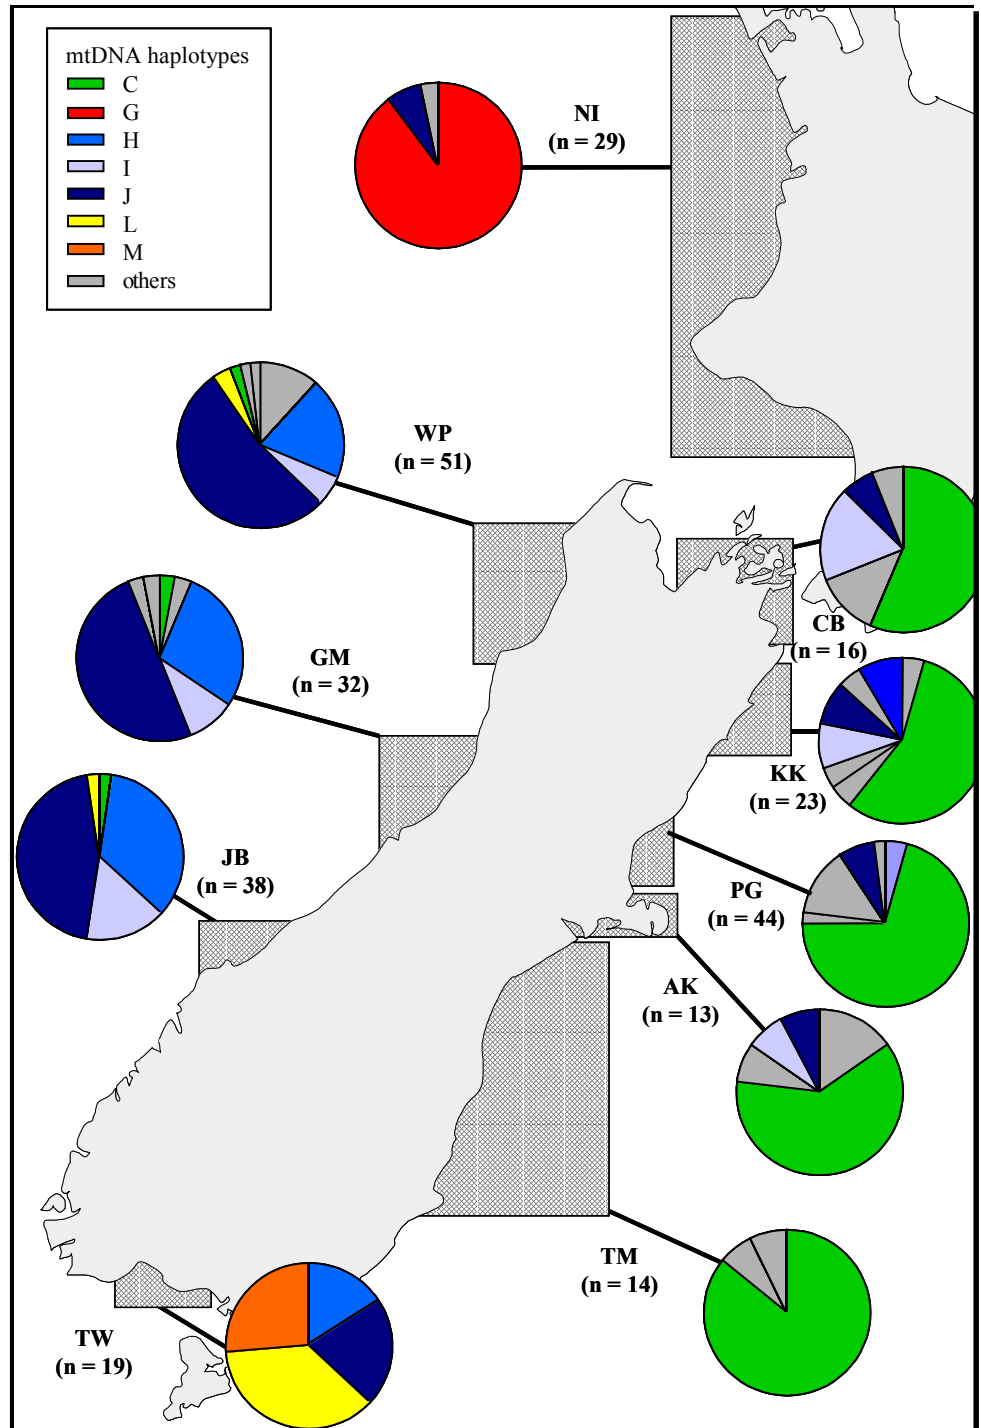 mtDNA haplotypes
C
G
H
I
J
L
M
others
NI
(n = 29)
WP
(n = 51)
CB
(n = 16)
GM
(n = 32)
KK
(n = 23)
JB
(n = 38)
PG
(n = 44)
AK
(n = 13)
TM
(n = 14)
TW
(n = 19)